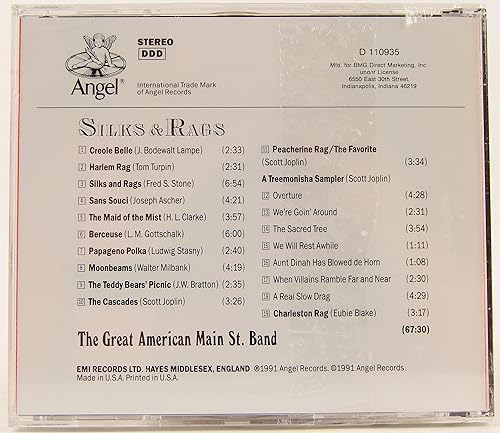 STEREO
DDD
D 110935
Mfd. for BMG Direct Marketing, Inc.
under License
6550 East 30th Street,
Indianapolis, Indiana 46219
Angel®
International Trade Mark
of Angel Records
SILKS & RAGS
1 Creole Belle (J. Bodewalt Lampe) (2:33)
2 Harlem Rag (Tom Turpin) (2:31)
3 Silks and Rags (Fred S. Stone) (6:54)
4 Sans Souci (Joseph Ascher) (4:21)
5 The Maid of the Mist (H. L. Clarke) (3:57)
6 Berceuse (L. M. Gottschalk) (6:00)
7 Papageno Polka (Ludwig Stasny) (2:40)
8 Moonbeams (Walter Milbank) (4:19)
9 The Teddy Bears' Picnic (J.W. Bratton) (2:35)
10 The Cascades (Scott Joplin) (3:26)
11 Peacherine Rag/The Favorite
(Scott Joplin) (3:34)
A Treemonisha Sampler (Scott Joplin)
12 Overture (4:28)
13 We're Goin' Around (2:31)
14 The Sacred Tree (3:54)
15 We Will Rest Awhile (1:11)
16 Aunt Dinah Has Blowed de Horn (1:08)
17 When Villains Ramble Far and Near (2:30)
18 A Real Slow Drag (4:29)
19 Charleston Rag (Eubie Blake) (3:17)
(67:30)
The Great American Main St. Band
EMI RECORDS LTD. HAYES MIDDLESEX, ENGLAND ℗1991 Angel Records. ©1991 Angel Records.
Made in U.S.A. Printed in U.S.A.